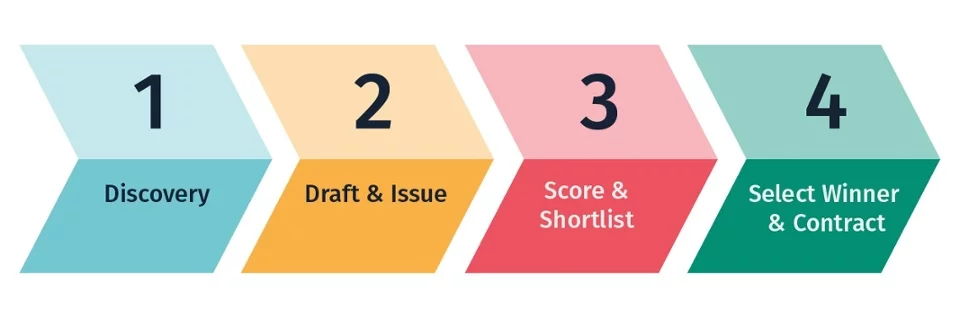 1
Discovery
2
Draft & Issue
3
Score &
Shortlist
4
Select Winner
& Contract